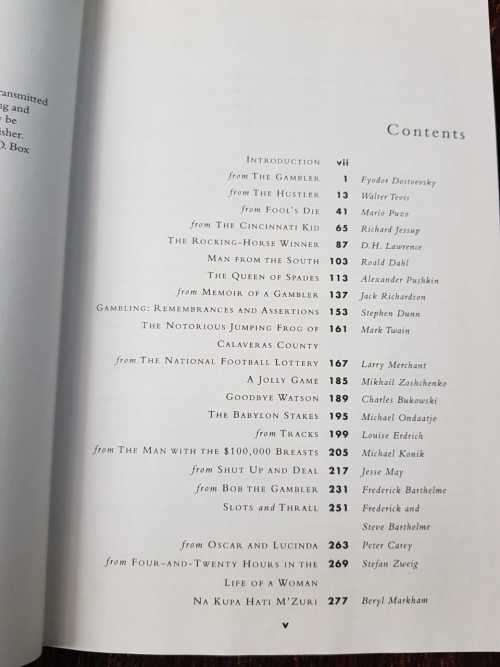 ransmitted
ng and
be
isher.
O. Box
Contents
INTRODUCTION vii
from THE GAMBLER 1 Fyodor Dostoevsky
from THE HUSTLER 13 Walter Tevis
from FOOL'S DIE 41 Mario Puzo
from THE CINCINNATI KID 65 Richard Jessup
THE ROCKING-HORSE WINNER 87 D.H. Lawrence
MAN FROM THE SOUTH 103 Roald Dahl
THE QUEEN OF SPADES 113 Alexander Pushkin
from MEMOIR OF A GAMBLER 137 Jack Richardson
GAMBLING: REMEMBRANCES AND ASSERTIONS 153 Stephen Dunn
THE NOTORIOUS JUMPING FROG OF 161 Mark Twain
CALAVERAS COUNTY
from THE NATIONAL FOOTBALL LOTTERY 167 Larry Merchant
A JOLLY GAME 185 Mikhail Zoshchenko
GOODBYE WATSON 189 Charles Bukowski
THE BABYLON STAKES 195 Michael Ondaatje
from TRACKS 199 Louise Erdrich
from THE MAN WITH THE $100,000 BREASTS 205 Michael Konik
from SHUT UP AND DEAL 217 Jesse May
from BOB THE GAMBLER 231 Frederick Barthelme
SLOTS and THRALL 251 Frederick and
Steve Barthelme
from OSCAR AND LUCINDA 263 Peter Carey
from FOUR-AND-TWENTY HOURS IN THE 269 Stefan Zweig
LIFE OF A WOMAN
NA KUPA HATI M'ZURI 277 Beryl Markham
v